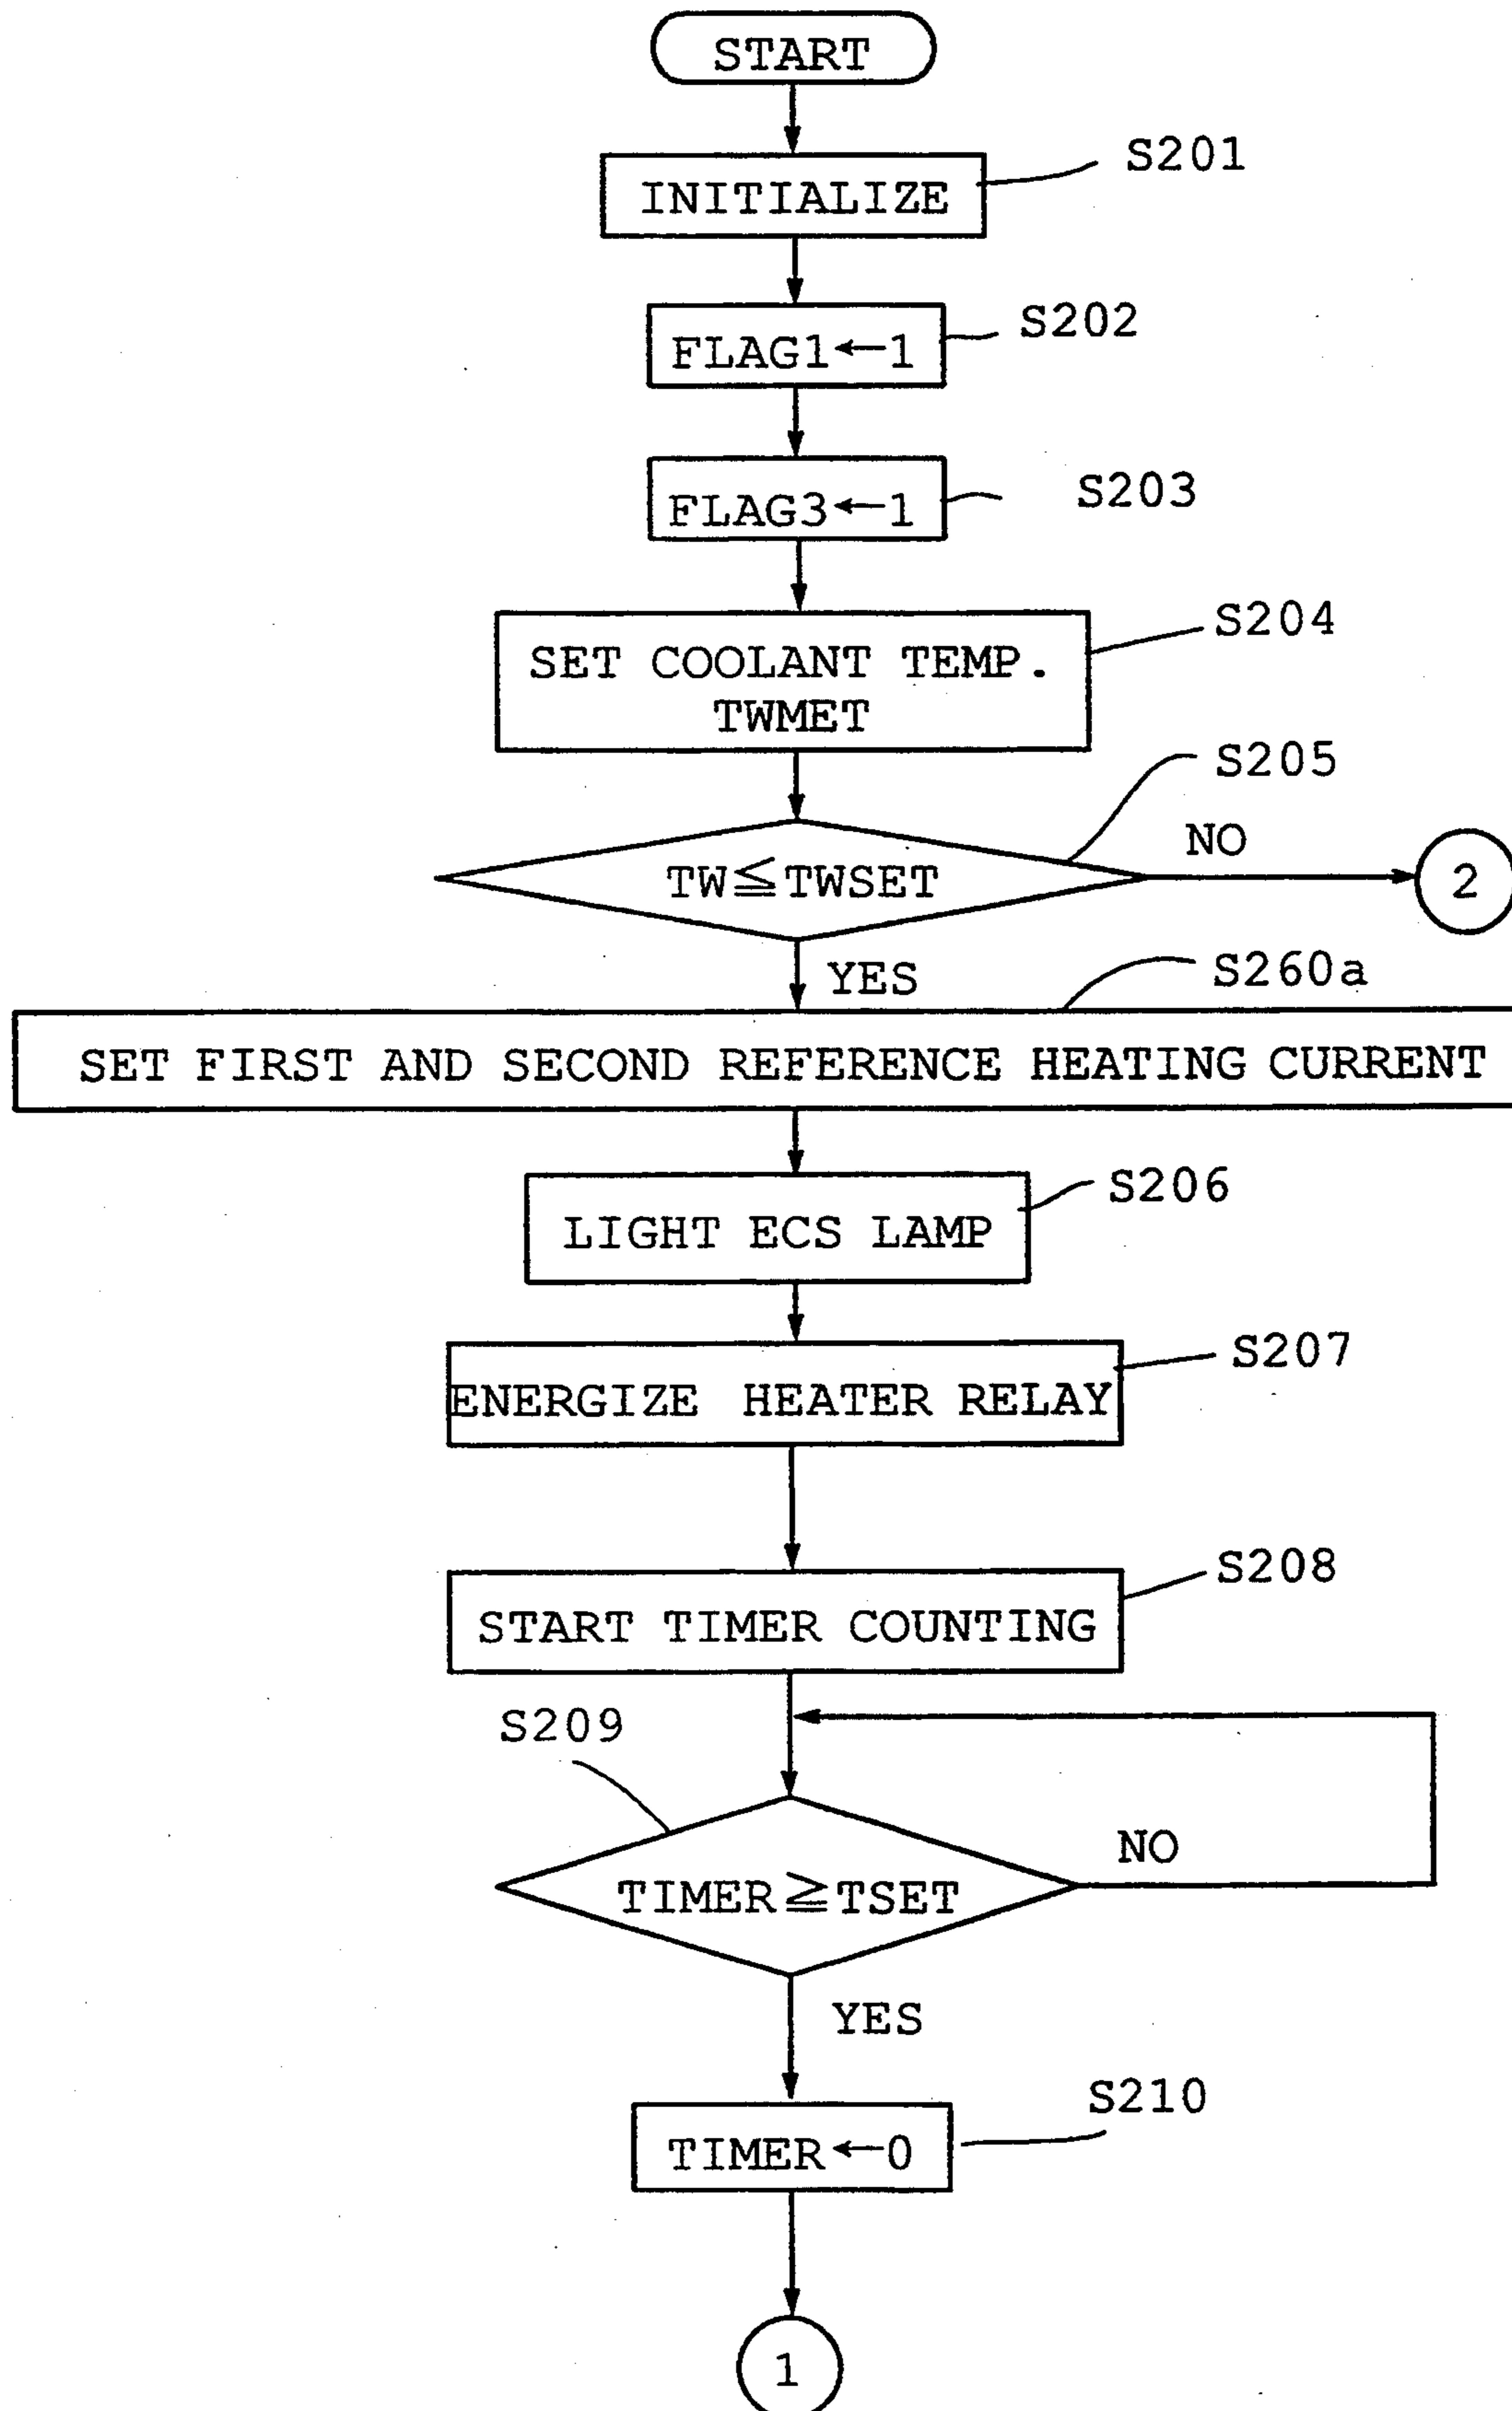 START
S201
INITIALIZE
S202
FLAG1←1
S203
FLAG3←1
S204
SET COOLANT TEMP.
TWMET
S205
TW≦TWSET
NO
2
YES
S260a
SET FIRST AND SECOND REFERENCE HEATING CURRENT
S206
LIGHT ECS LAMP
S207
ENERGIZE HEATER RELAY
S208
START TIMER COUNTING
S209
TIMER≧TSET
NO
YES
S210
TIMER←0
1